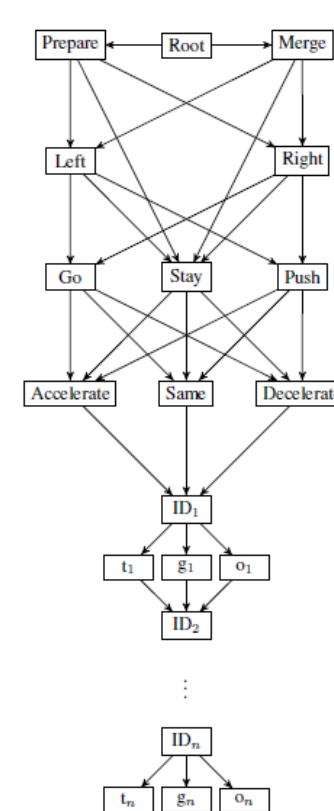 Prepare Root Merge
Left Right
Go Stay Push
Accelerate Same Decelerat
ID₁
t₁ g₁ o₁
ID₂
⋮
IDₙ
tₙ gₙ oₙ